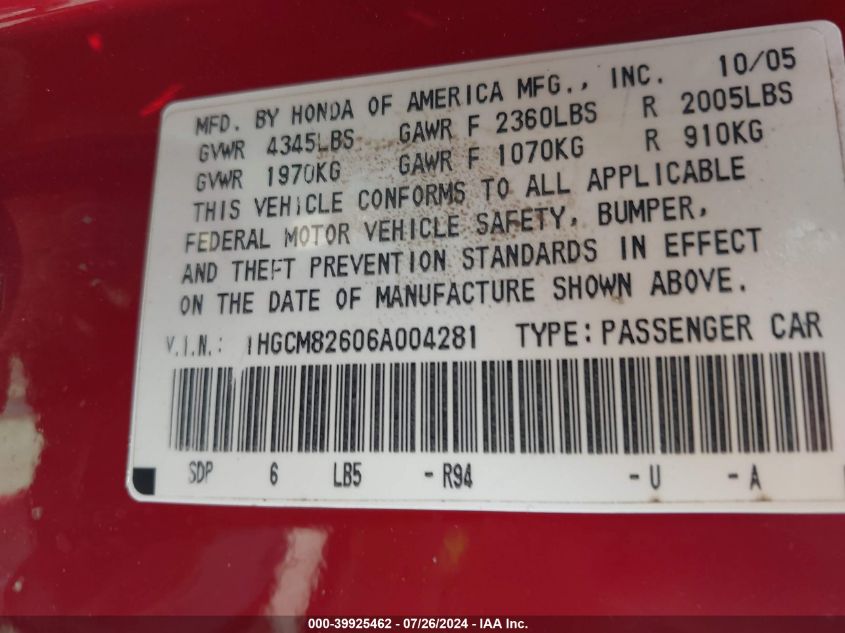 MFD. BY HONDA OF AMERICA MFG., INC. 10/05
GVWR 4345LBS GAWR F 2360LBS R 2005LBS
GVWR 1970KG GAWR F 1070KG R 910KG
THIS VEHICLE CONFORMS TO ALL APPLICABLE
FEDERAL MOTOR VEHICLE SAFETY, BUMPER,
AND THEFT PREVENTION STANDARDS IN EFFECT
ON THE DATE OF MANUFACTURE SHOWN ABOVE.
V.I.N.: 1HGCM82606A004281 TYPE: PASSENGER CAR
SDP 6 LB5 -R94 -U -A
000-39925462 - 07/26/2024 - IAA Inc.